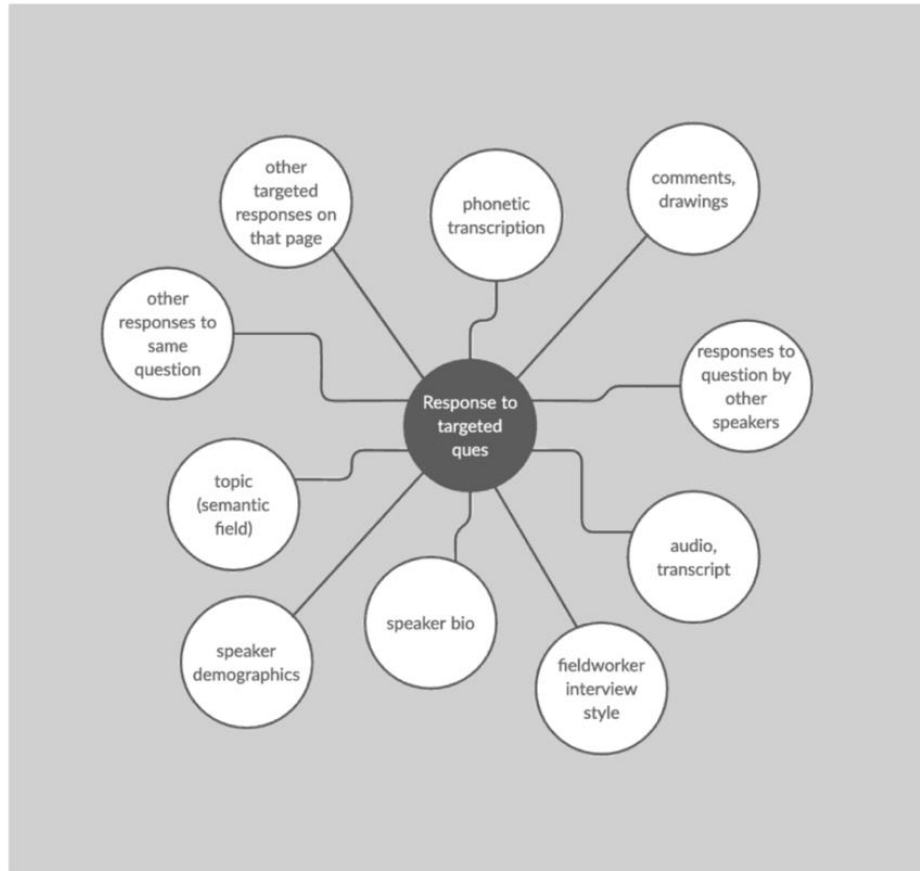 other
targeted
responses on
that page
phonetic
transcription
comments,
drawings
other
responses to
same
question
responses to
question by
other
speakers
Response to
targeted
ques
topic
(semantic
field)
audio,
transcript
speaker
demographics
speaker bio
fieldworker
interview
style